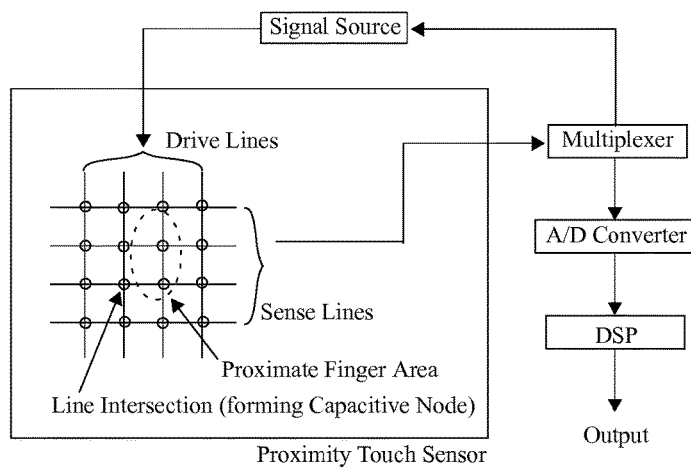 Signal Source
Drive Lines
Multiplexer
A/D Converter
Sense Lines
DSP
Proximate Finger Area
Line Intersection (forming Capacitive Node)
Output
Proximity Touch Sensor